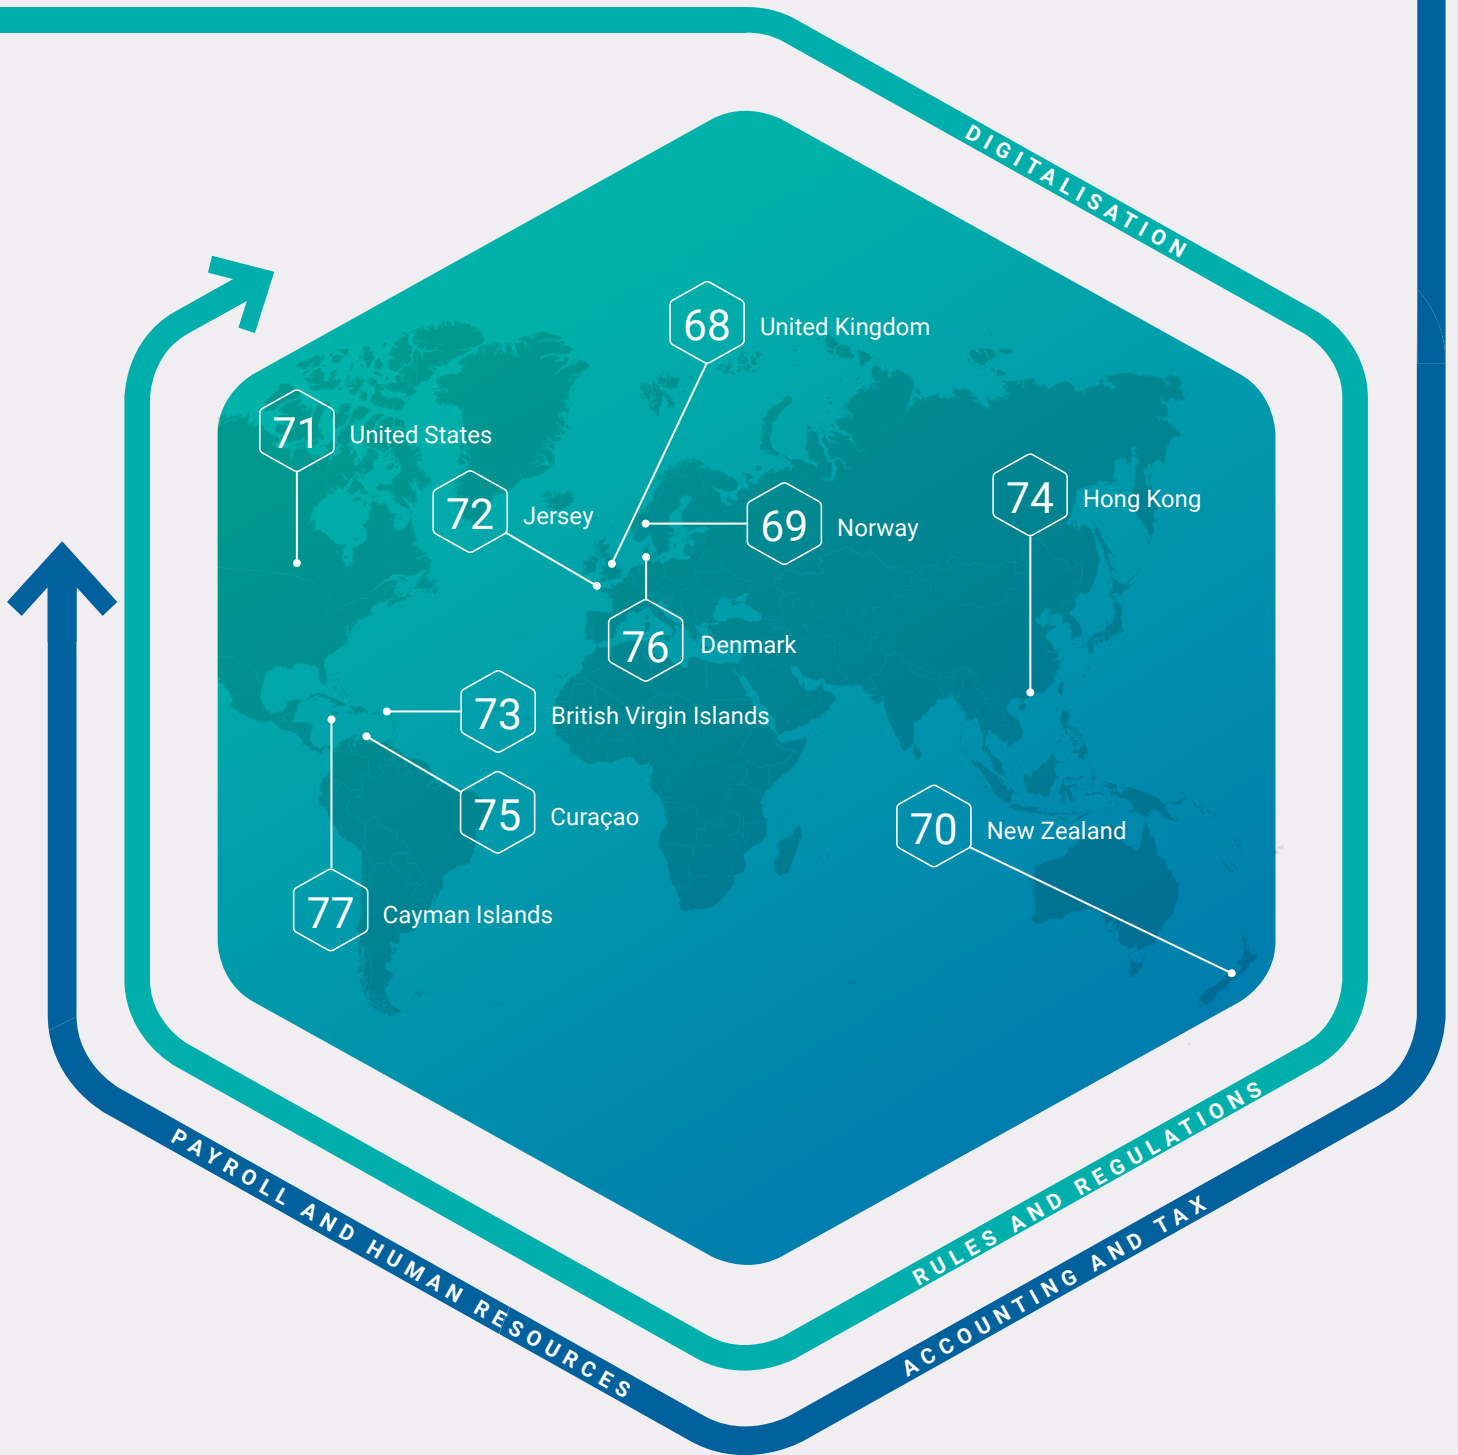 DIGITALISATION
68 United Kingdom
71 United States
72 Jersey
69 Norway
74 Hong Kong
76 Denmark
73 British Virgin Islands
75 Curaçao
70 New Zealand
77 Cayman Islands
RULES AND REGULATIONS
PAYROLL AND HUMAN RESOURCES
ACCOUNTING AND TAX